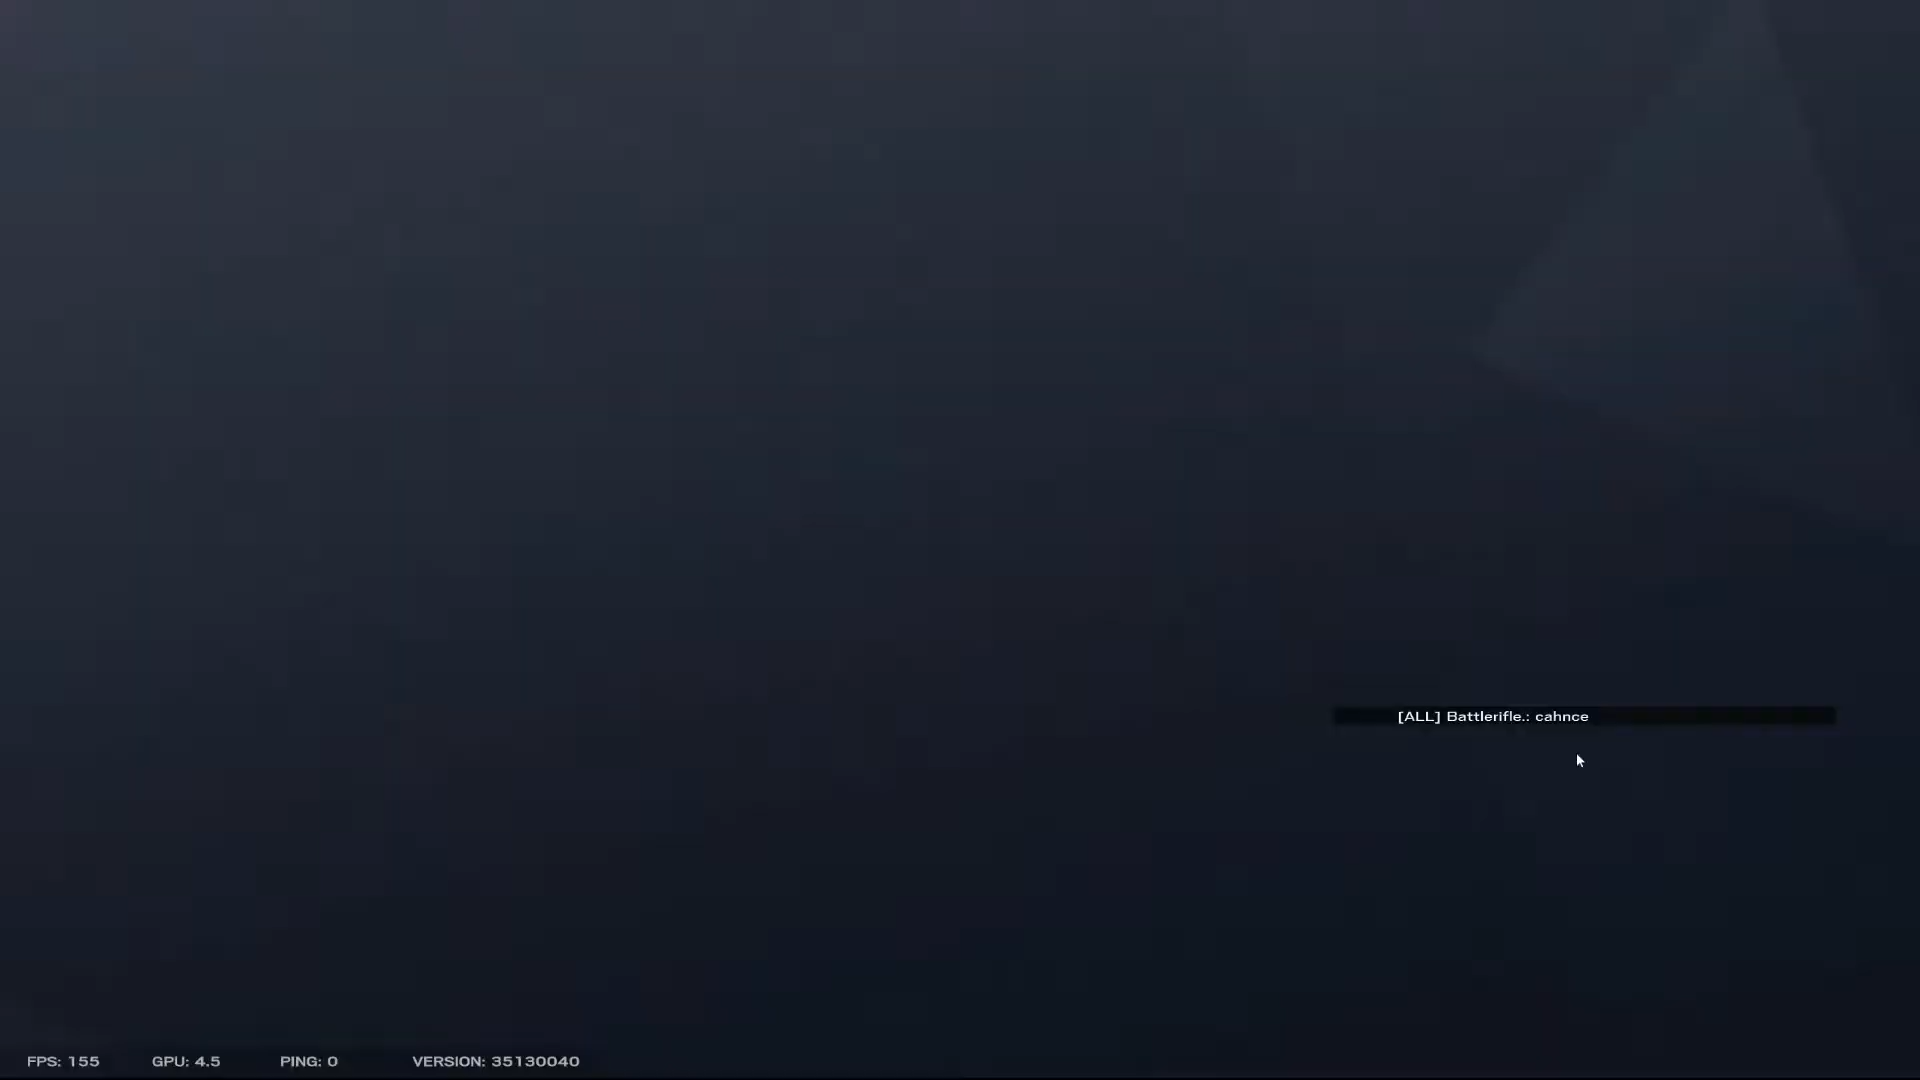 [ALL] Battlerifle.: cahnce
FPS: 155 GPU: 4.5 PING: 0 VERSION: 35130040